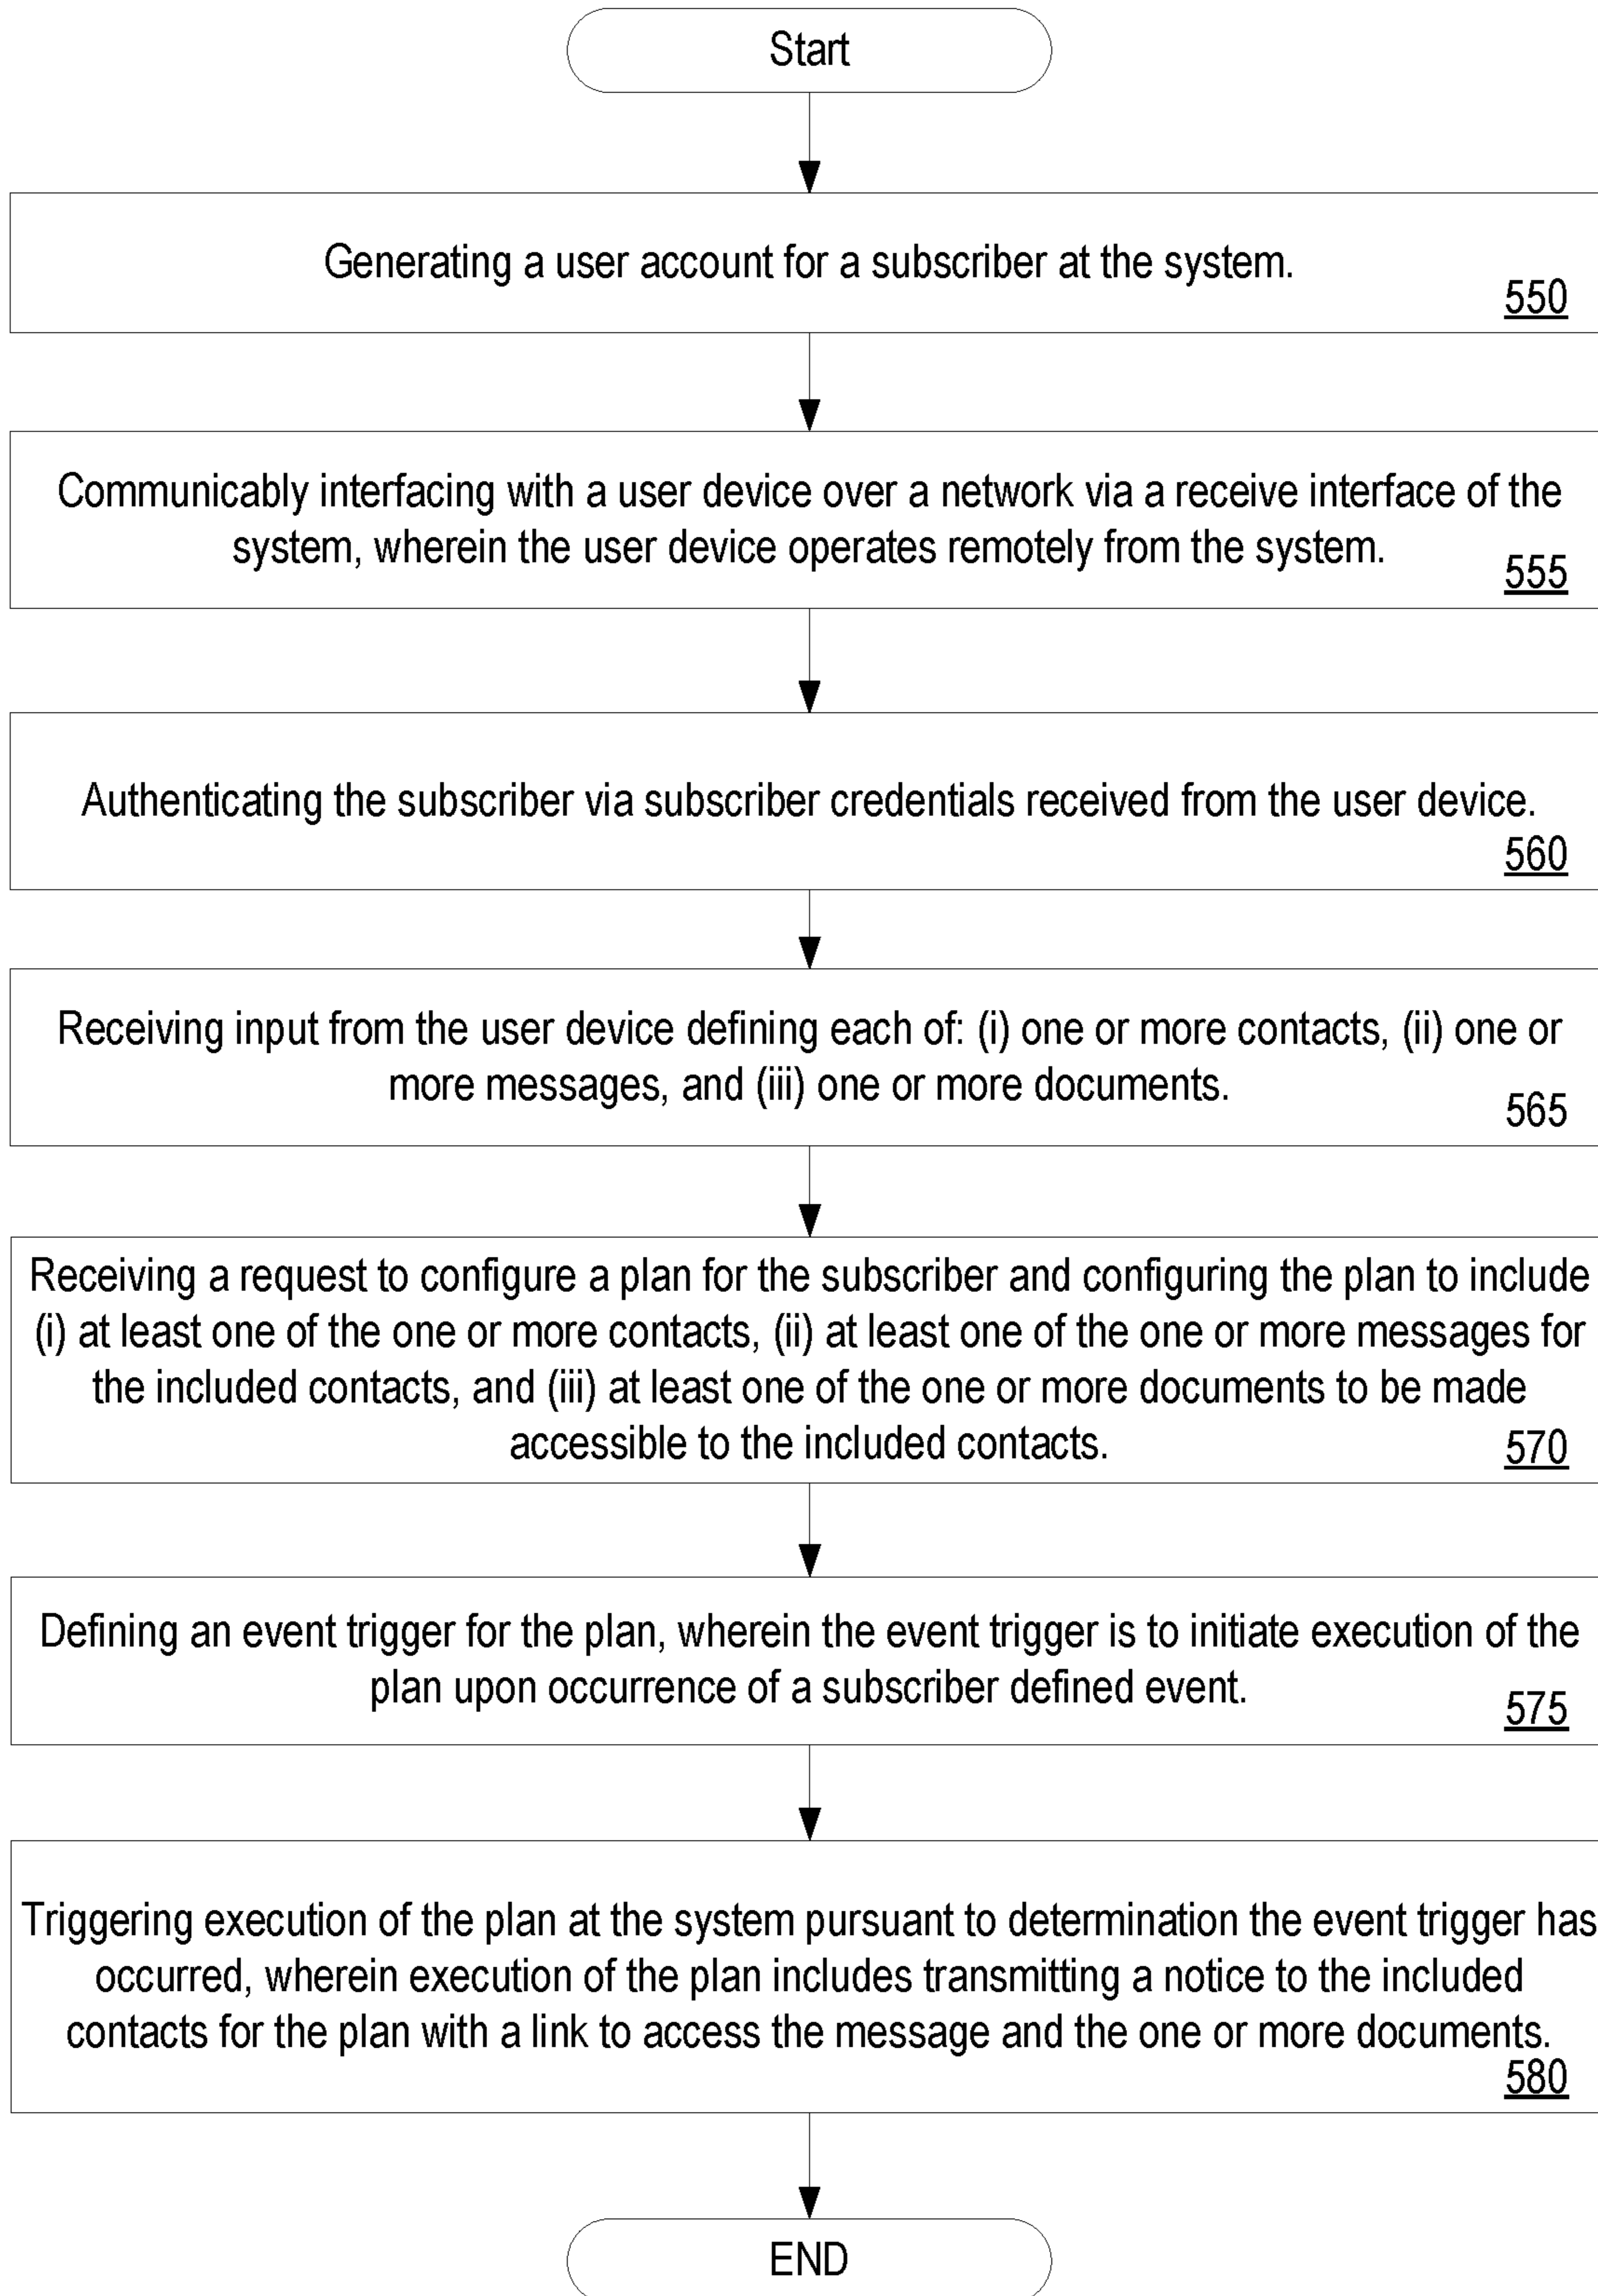 Start
Generating a user account for a subscriber at the system.
550
Communicably interfacing with a user device over a network via a receive interface of the
system, wherein the user device operates remotely from the system.
555
Authenticating the subscriber via subscriber credentials received from the user device.
560
Receiving input from the user device defining each of: (i) one or more contacts, (ii) one or
more messages, and (iii) one or more documents.
565
Receiving a request to configure a plan for the subscriber and configuring the plan to include
(i) at least one of the one or more contacts, (ii) at least one of the one or more messages for
the included contacts, and (iii) at least one of the one or more documents to be made
accessible to the included contacts.
570
Defining an event trigger for the plan, wherein the event trigger is to initiate execution of the
plan upon occurrence of a subscriber defined event.
575
Triggering execution of the plan at the system pursuant to determination the event trigger has
occurred, wherein execution of the plan includes transmitting a notice to the included
contacts for the plan with a link to access the message and the one or more documents.
580
END